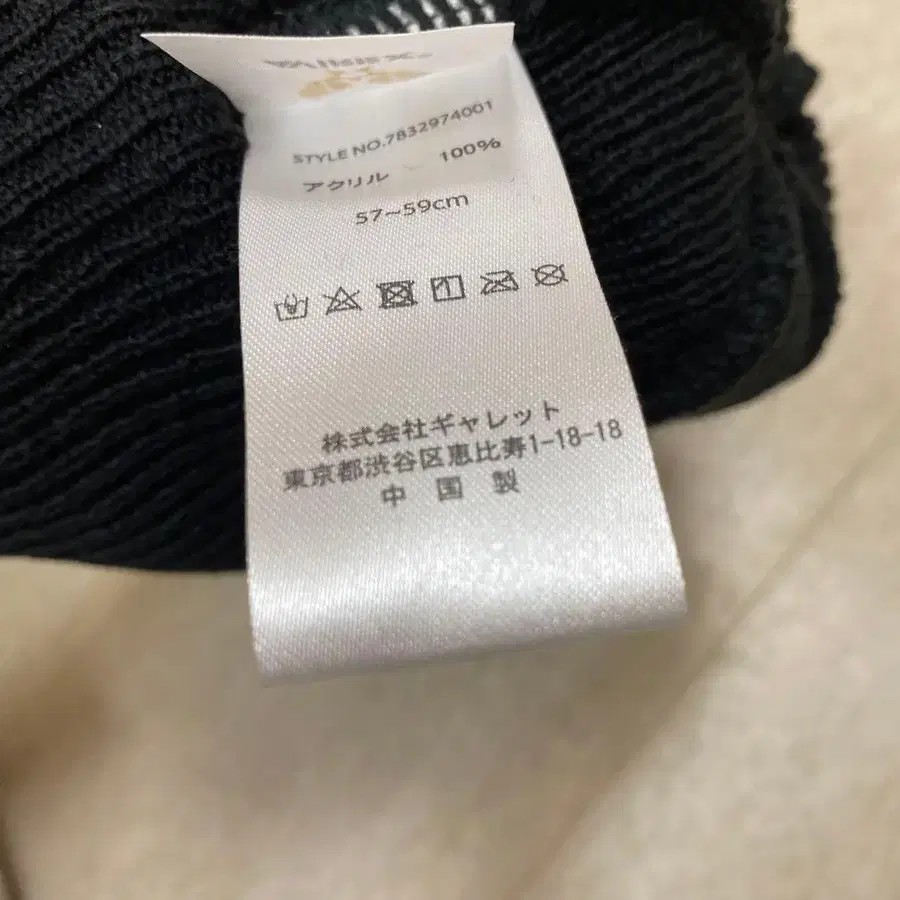 STYLE NO.7832974001
アクリル 100%
57~59cm
株式会社ギャレット
東京都渋谷区恵比寿1-18-18
中国製